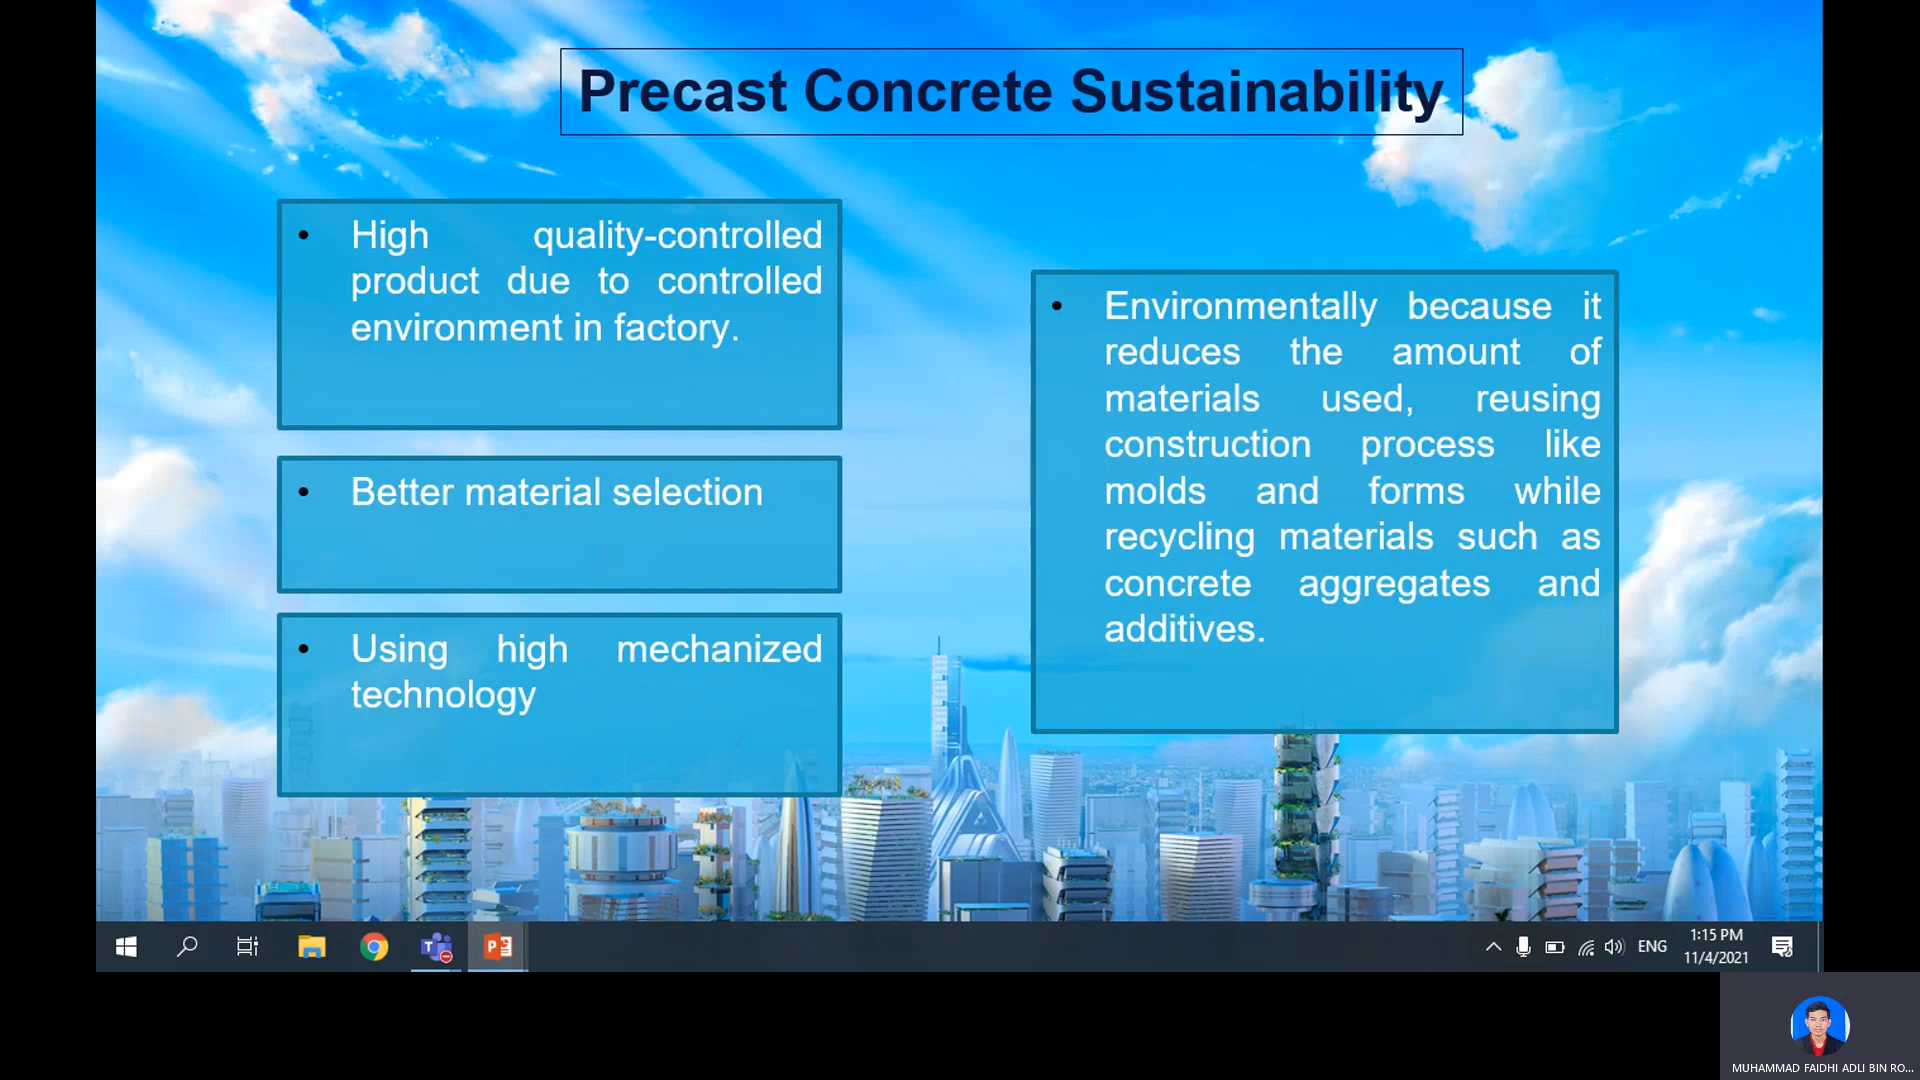 Precast Concrete Sustainability
• High quality-controlled
product due to controlled
environment in factory.
• Better material selection
• Using high mechanized
technology
• Environmentally because it
reduces the amount of
materials used, reusing
construction process like
molds and forms while
recycling materials such as
concrete aggregates and
additives.
ENG
1:15 PM
11/4/2021
MUHAMMAD FAIDHI ADLI BIN RO...